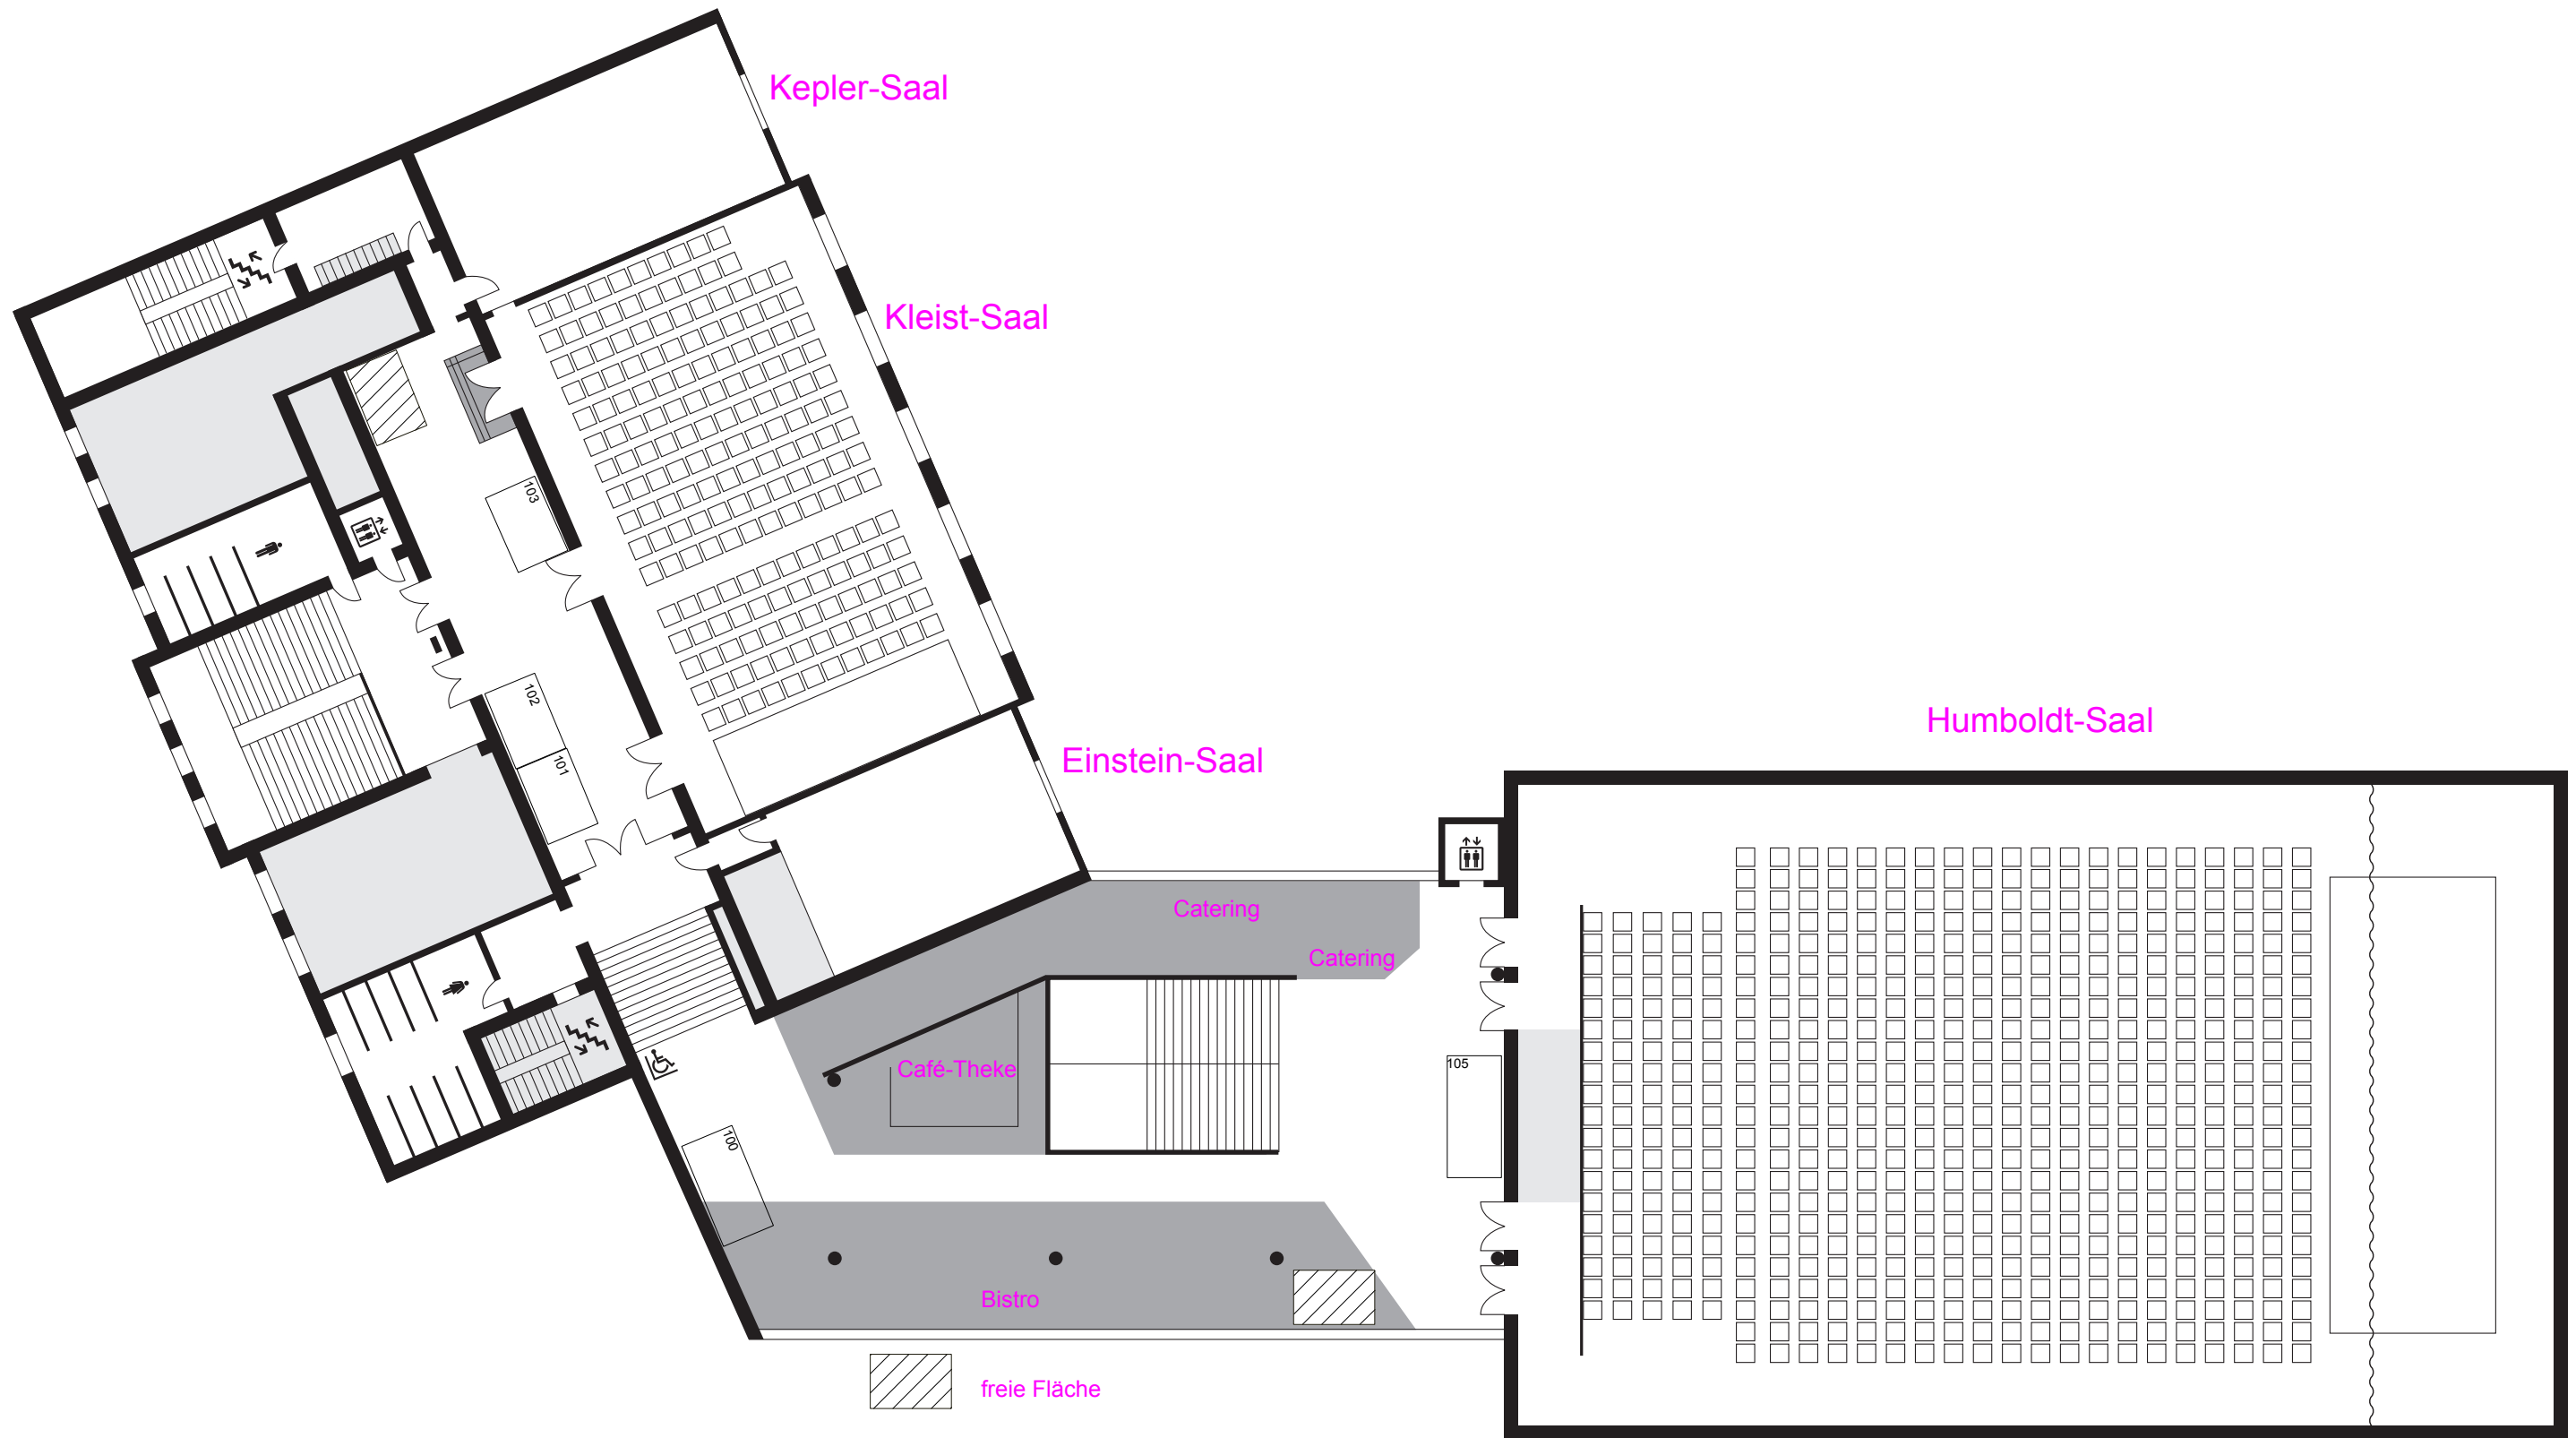 Kepler-Saal
Kleist-Saal
103
102
101
Einstein-Saal
Humboldt-Saal
Catering
Catering
Café-Theke
105
100
Bistro
freie Fläche